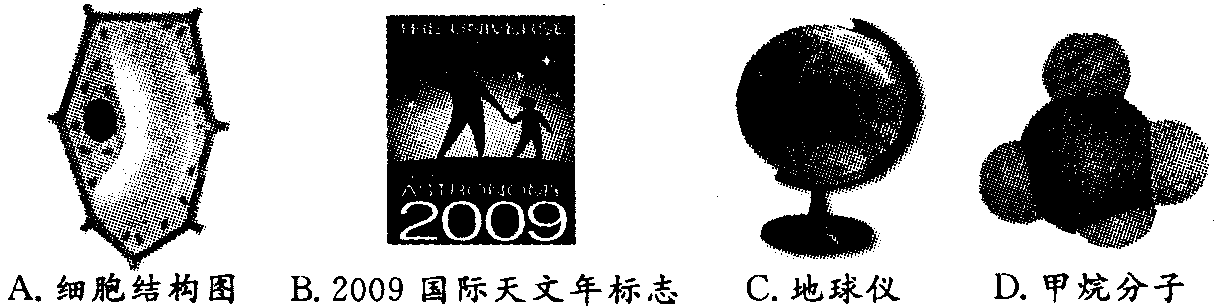 THE UNIVERSE
ASTRONOMY
2009
A. 细胞结构图
B. 2009 国际天文年标志
C. 地球仪
D. 甲烷分子